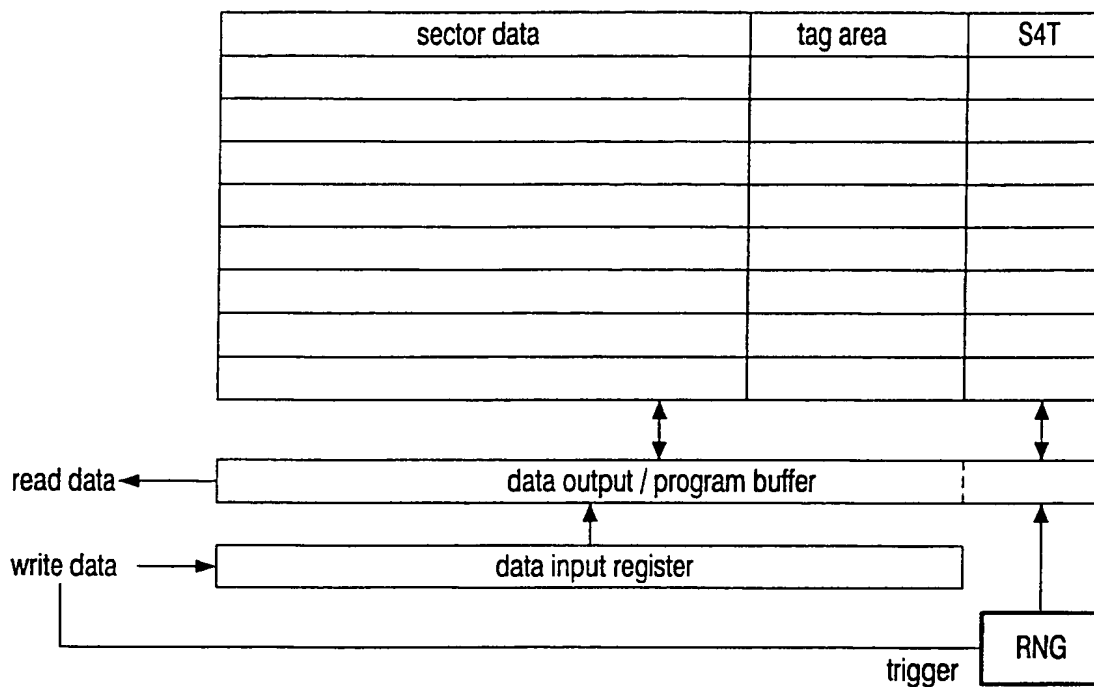 sector data tag area S4T
read data data output / program buffer
write data data input register
RNG
trigger